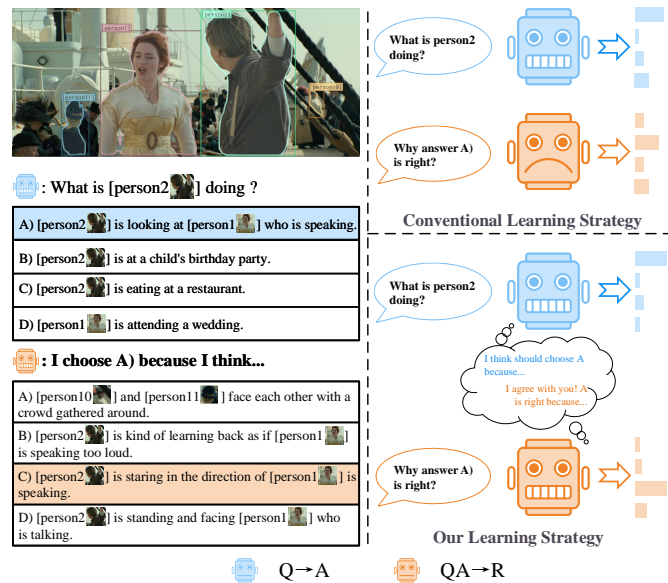 [person2]
[person1]
[person10]
: What is [person2 ] doing ?
A) [person2 ] is looking at [person1 ] who is speaking.
B) [person2 ] is at a child's birthday party.
C) [person2 ] is eating at a restaurant.
D) [person1 ] is attending a wedding.
: I choose A) because I think...
A) [person10 ] and [person11 ] face each other with a
crowd gathered around.
B) [person2 ] is kind of learning back as if [person1 ]
is speaking too loud.
C) [person2 ] is staring in the direction of [person1 ] is
speaking.
D) [person2 ] is standing and facing [person1 ] who
is talking.
What is person2
doing?
Why answer A)
is right?
Conventional Learning Strategy
What is person2
doing?
I think should choose A
because...
I agree with you! A
is right because...
Why answer A)
is right?
Our Learning Strategy
Q→A
QA→R